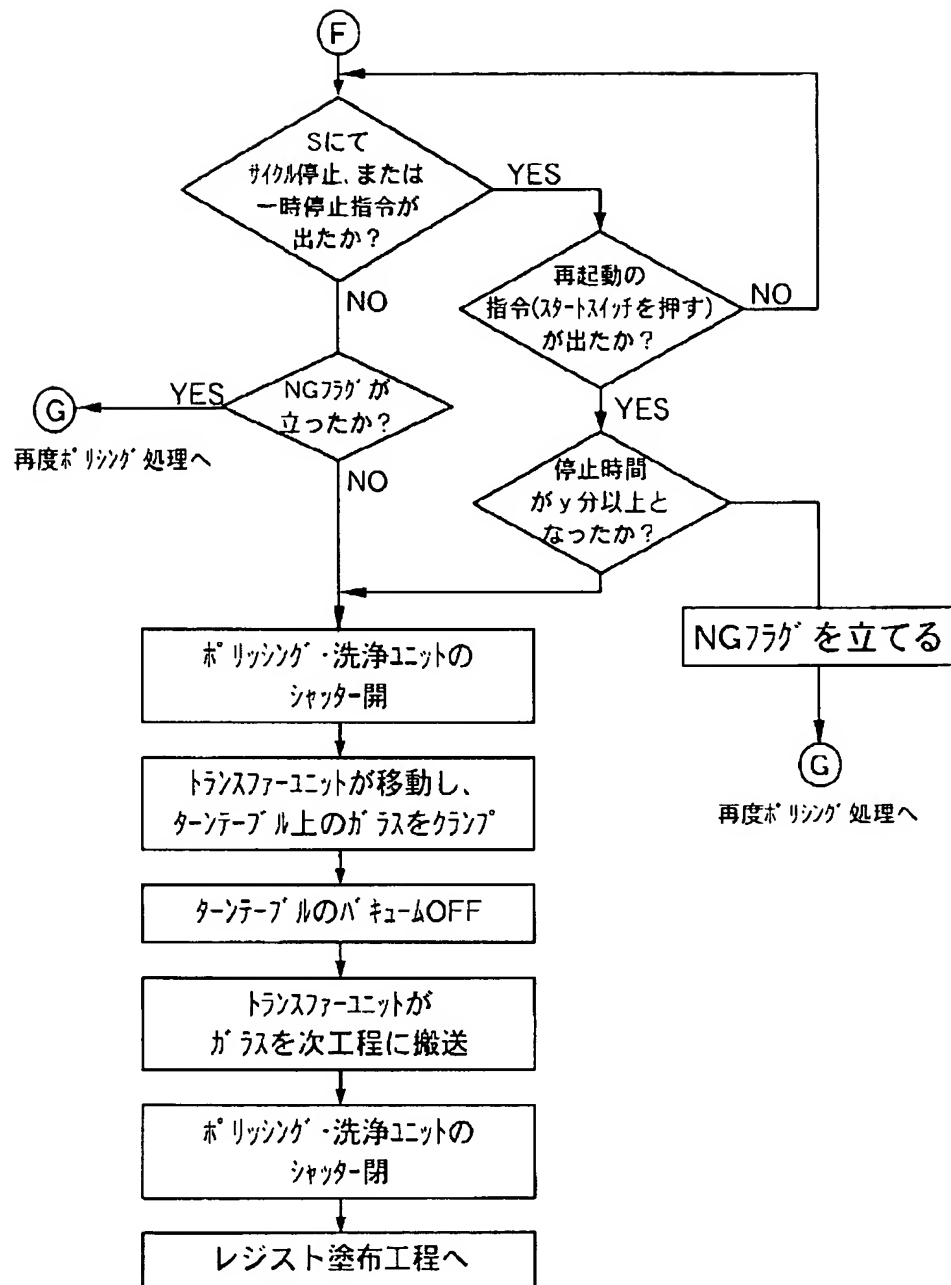 F
Sにて
サイクル停止、または
一時停止指令が
出たか?
YES
NO
再起動の
指令(スタートスイッチを押す)
が出たか?
NO
YES
NGフラグが
立ったか?
YES
G
再度ポリシング処理へ
NO
停止時間
がy分以上と
なったか?
NGフラグを立てる
G
再度ポリシング処理へ
ポリッシング・洗浄ユニットの
シャッター開
トランスファーユニットが移動し、
ターンテーブル上のガラスをクランプ
ターンテーブルのバキュームOFF
トランスファーユニットが
ガラスを次工程に搬送
ポリッシング・洗浄ユニットの
シャッター閉
レジスト塗布工程へ